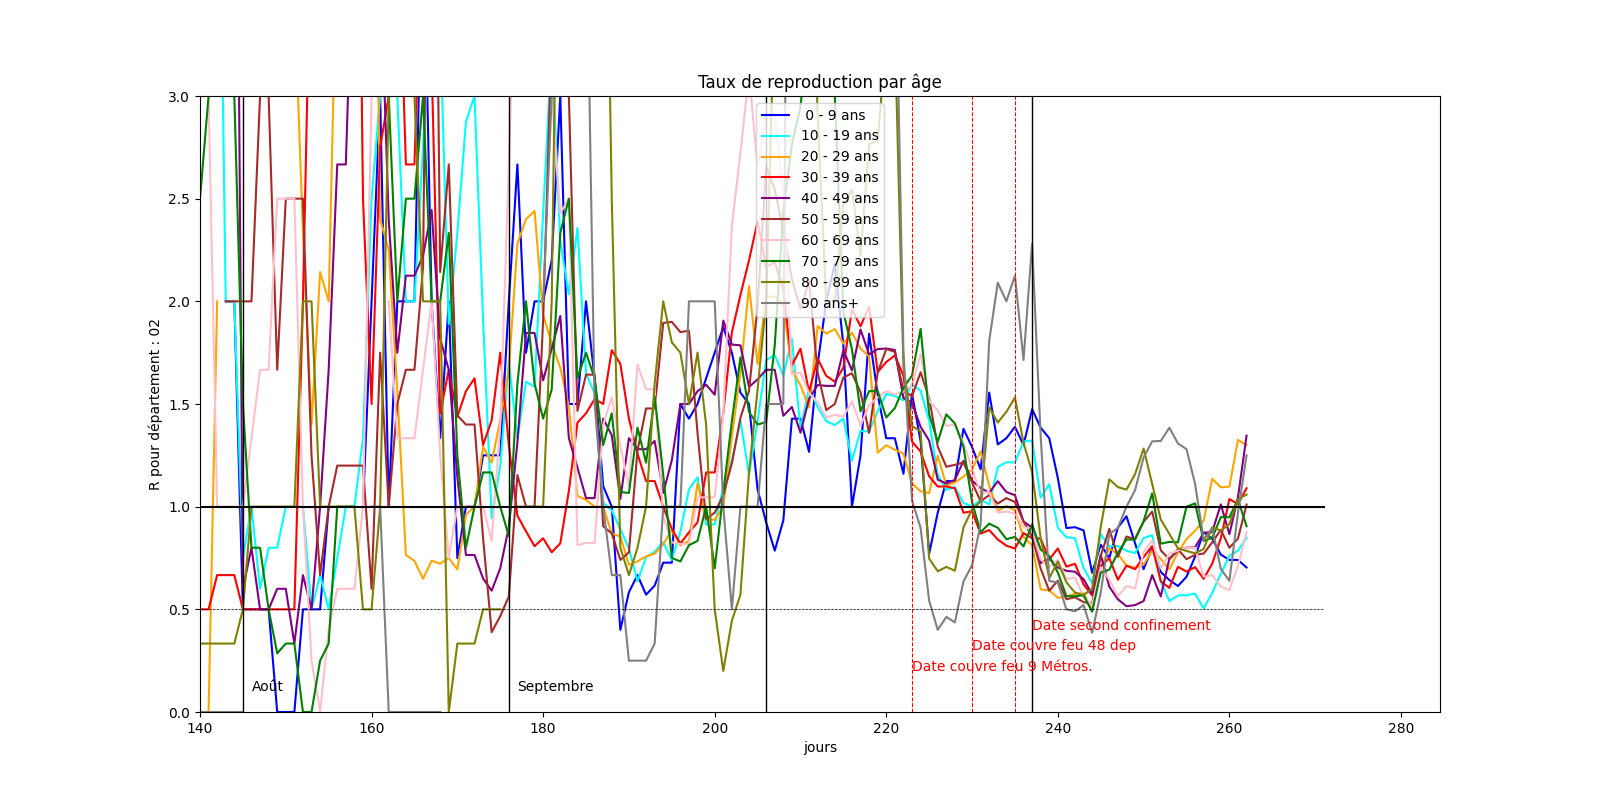 Taux de reproduction par âge
R pour département : 02
3.0
2.5
2.0
1.5
1.0
0.5
0.0
0 - 9 ans
10 - 19 ans
20 - 29 ans
30 - 39 ans
40 - 49 ans
50 - 59 ans
60 - 69 ans
70 - 79 ans
80 - 89 ans
90 ans+
Date second confinement
Date couvre feu 48 dep
Date couvre feu 9 Métros.
Août
Septembre
140 160 180 200 220 240 260 280
jours